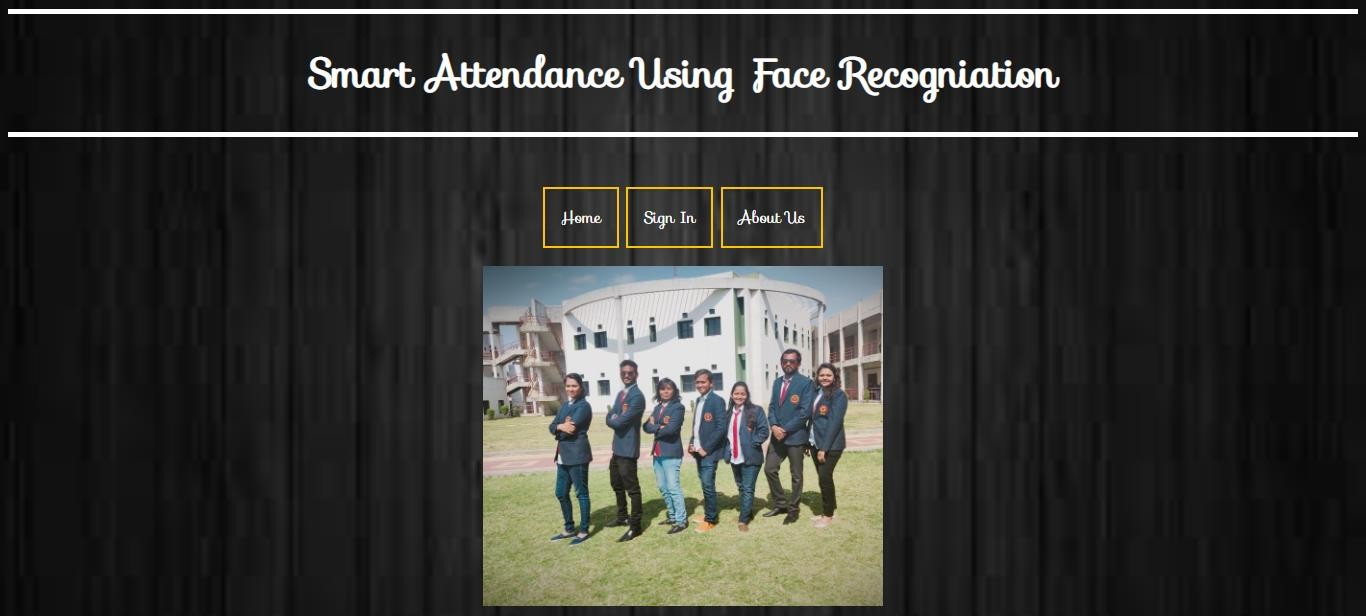 Smart Attendance Using Face Recogniation
Home Sign In About Us